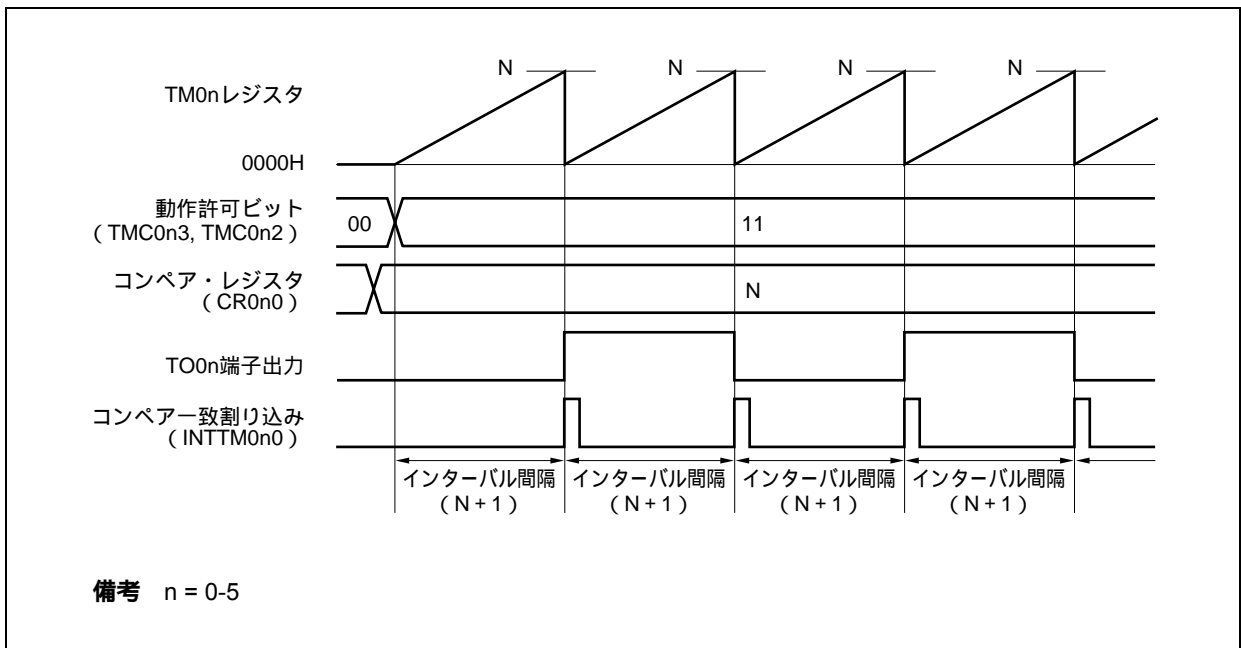 N N N N
TM0nレジスタ
0000H
動作許可ビット
（TMC0n3, TMC0n2）
00 11
コンペア・レジスタ
（CR0n0）
N
TO0n端子出力
コンペア一致割り込み
（INTTM0n0）
インターバル間隔 インターバル間隔 インターバル間隔 インターバル間隔
（N + 1） （N + 1） （N + 1） （N + 1）
備考 n = 0-5